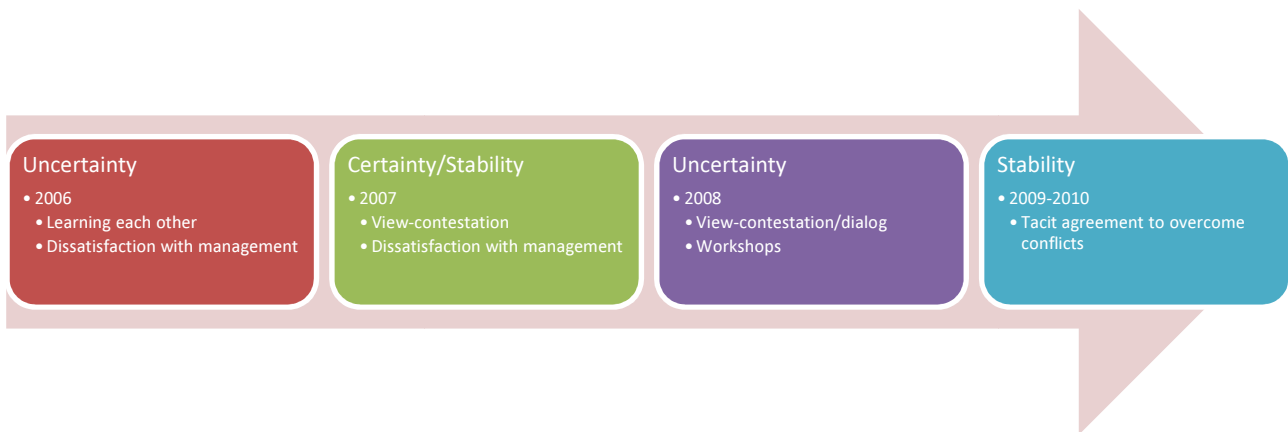 Uncertainty
• 2006
• Learning each other
• Dissatisfaction with management
Certainty/Stability
• 2007
• View-contestation
• Dissatisfaction with management
Uncertainty
• 2008
• View-contestation/dialog
• Workshops
Stability
• 2009-2010
• Tacit agreement to overcome
conflicts